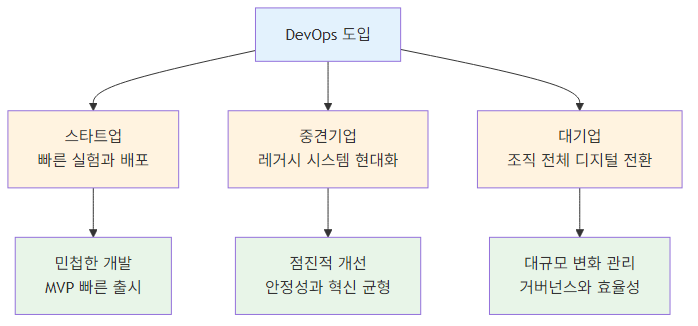 DevOps 도입
스타트업
빠른 실험과 배포
중견기업
레거시 시스템 현대화
대기업
조직 전체 디지털 전환
민첩한 개발
MVP 빠른 출시
점진적 개선
안정성과 혁신 균형
대규모 변화 관리
거버넌스와 효율성